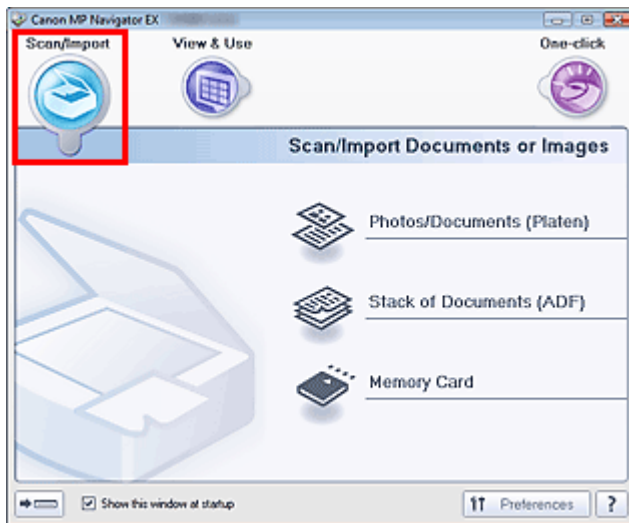 Canon MP Navigator EX
Scan/Import
View & Use
One-click
Scan/Import Documents or Images
Photos/Documents (Platen)
Stack of Documents (ADF)
Memory Card
Show this window at startup
Preferences
?